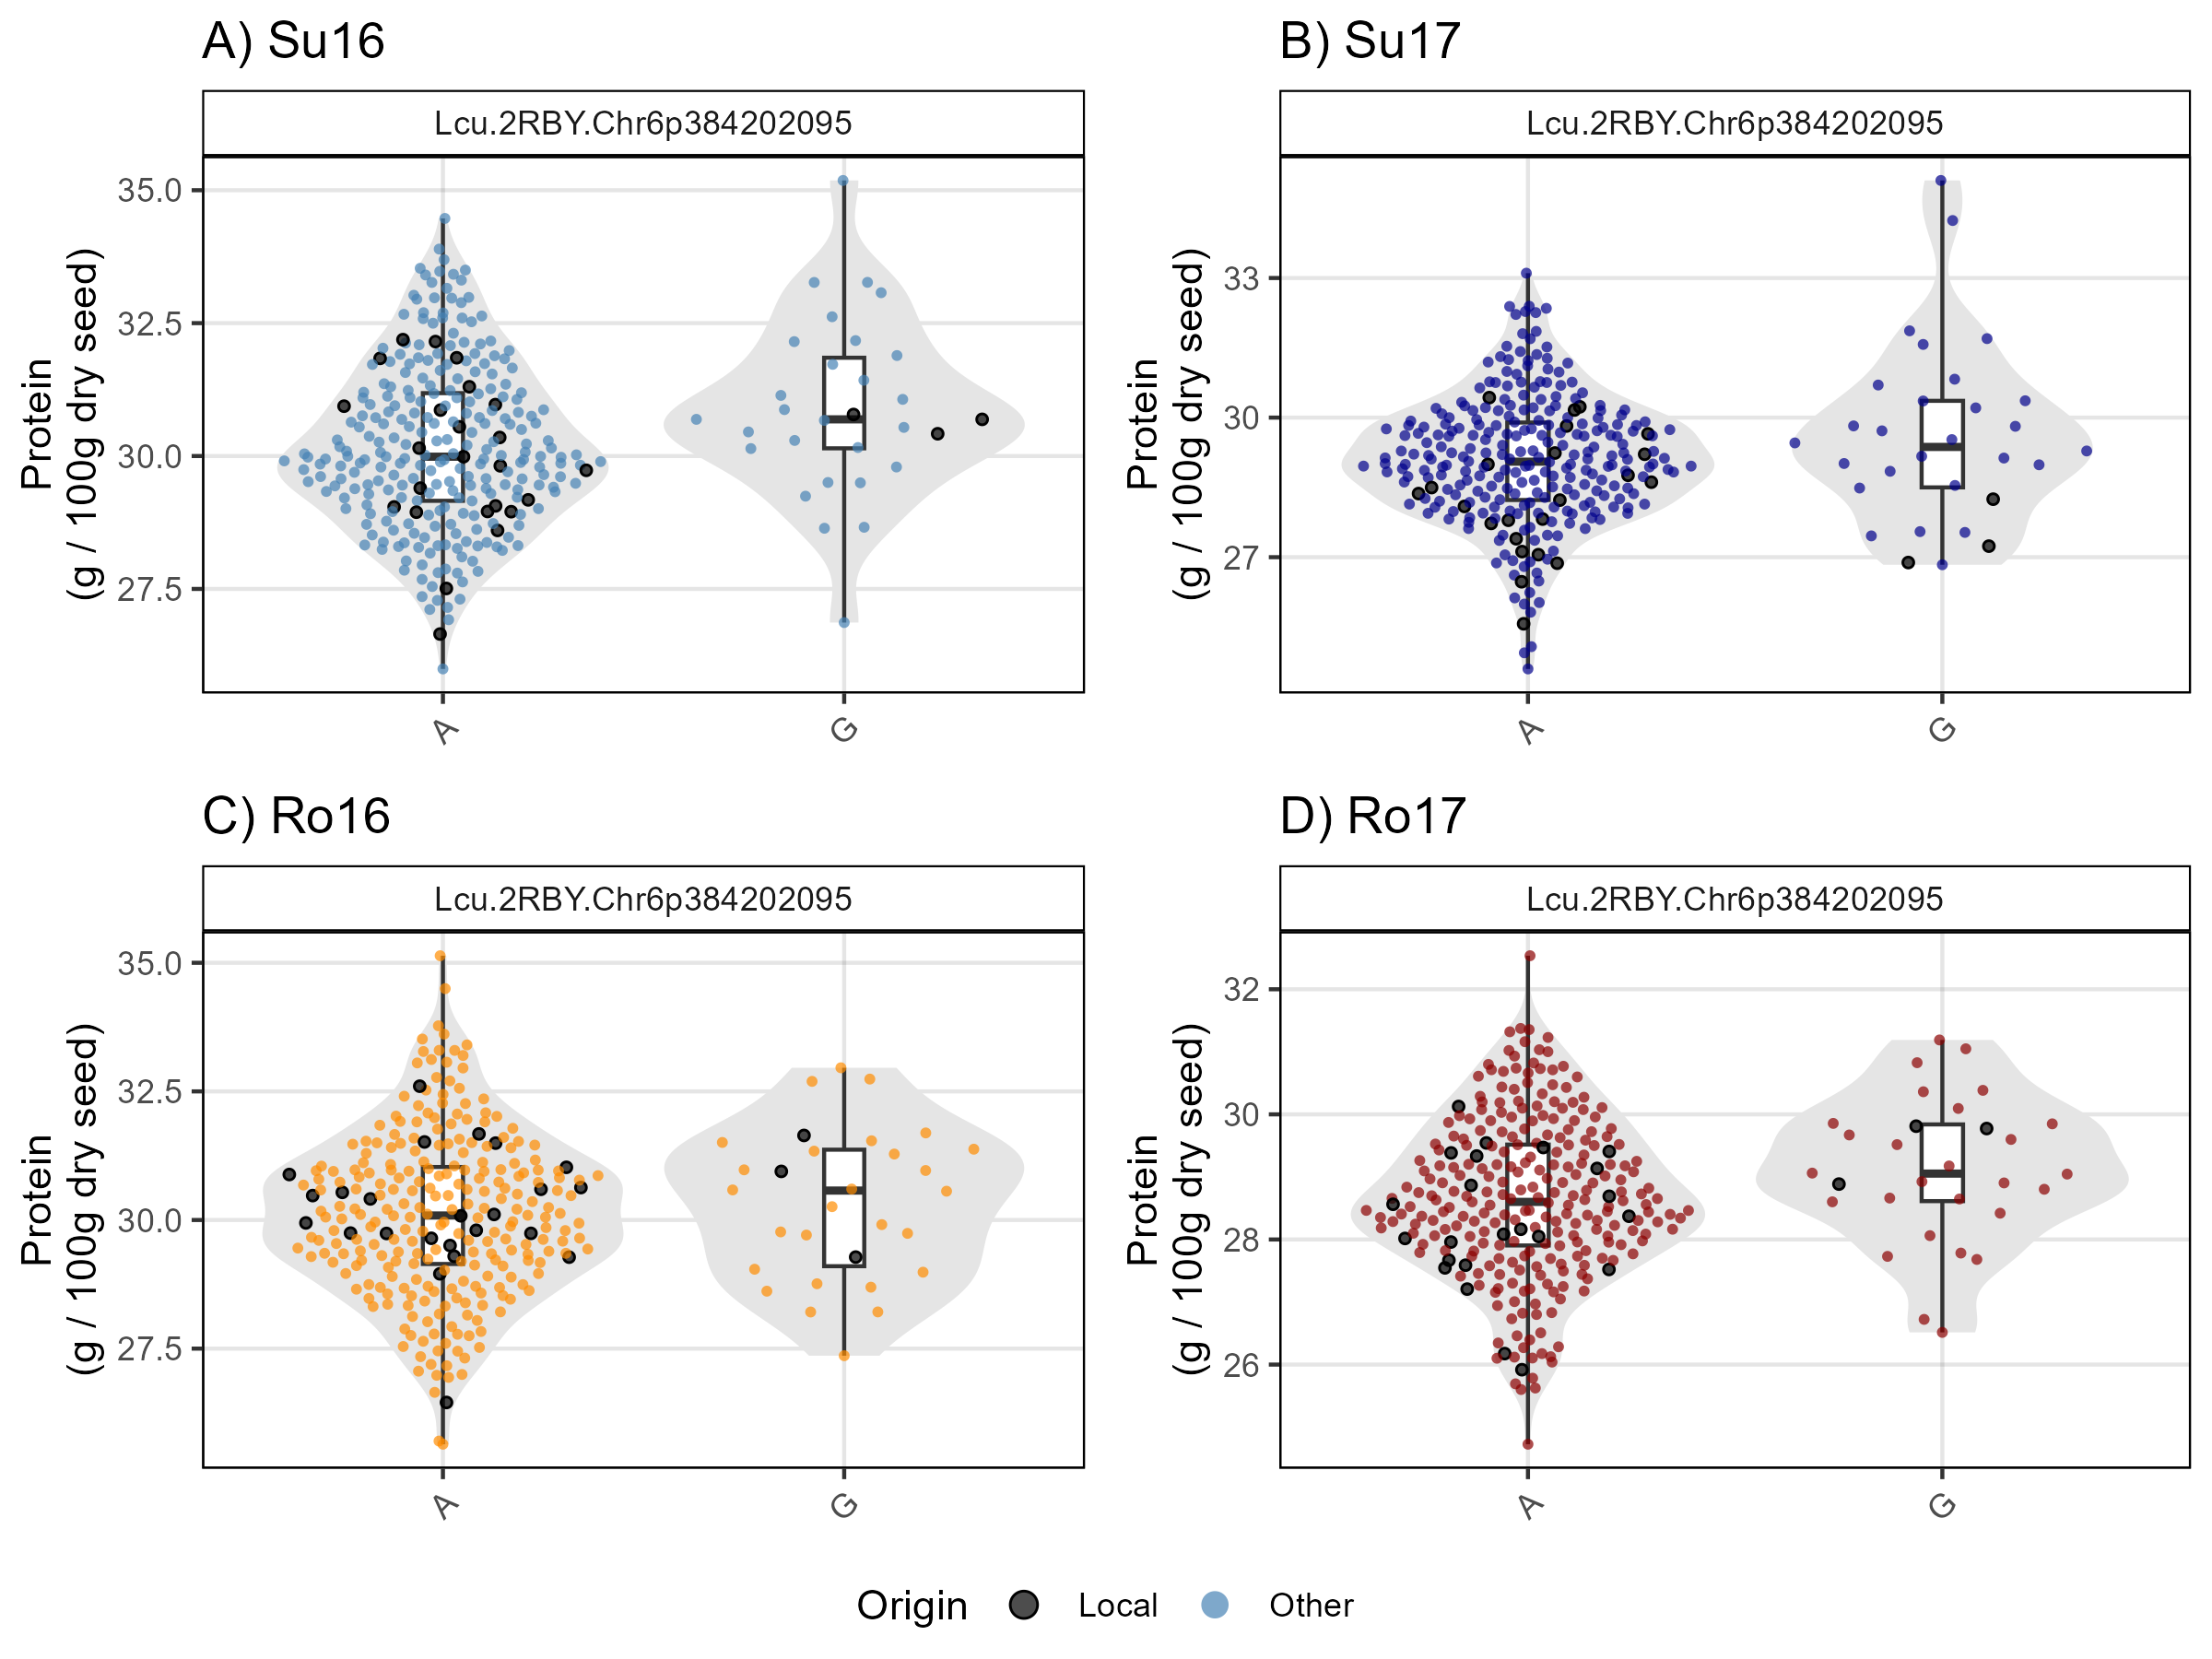 A) Su16
Lcu.2RBY.Chr6p384202095
Protein
(g / 100g dry seed)
35.0
32.5
30.0
27.5
A
G
B) Su17
Lcu.2RBY.Chr6p384202095
Protein
(g / 100g dry seed)
33
30
27
A
G
C) Ro16
Lcu.2RBY.Chr6p384202095
Protein
(g / 100g dry seed)
35.0
32.5
30.0
27.5
A
G
D) Ro17
Lcu.2RBY.Chr6p384202095
Protein
(g / 100g dry seed)
32
30
28
26
A
G
Origin Local Other